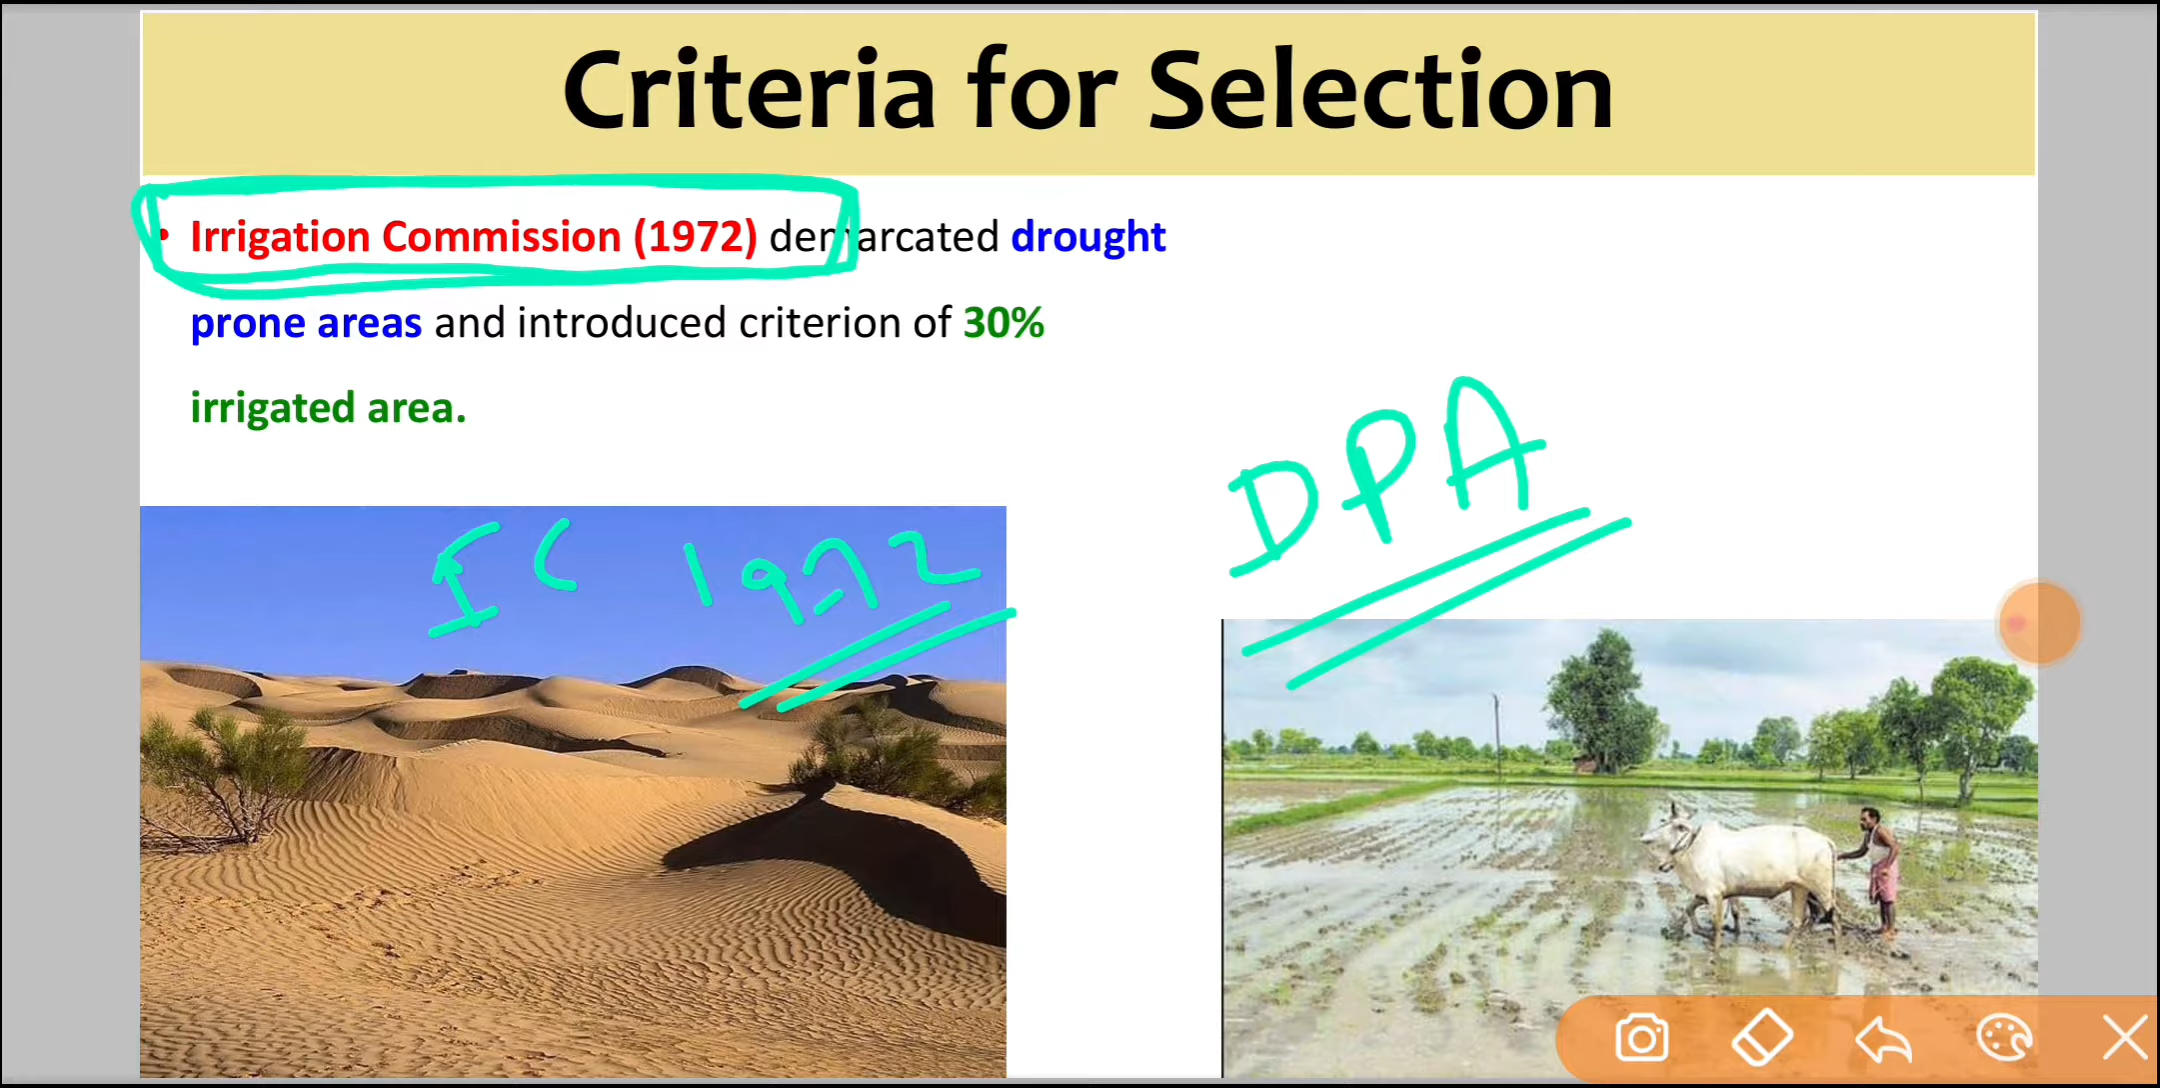 Criteria for Selection
• Irrigation Commission (1972) demarcated drought
prone areas and introduced criterion of 30%
irrigated area.
DPA
IC 1972